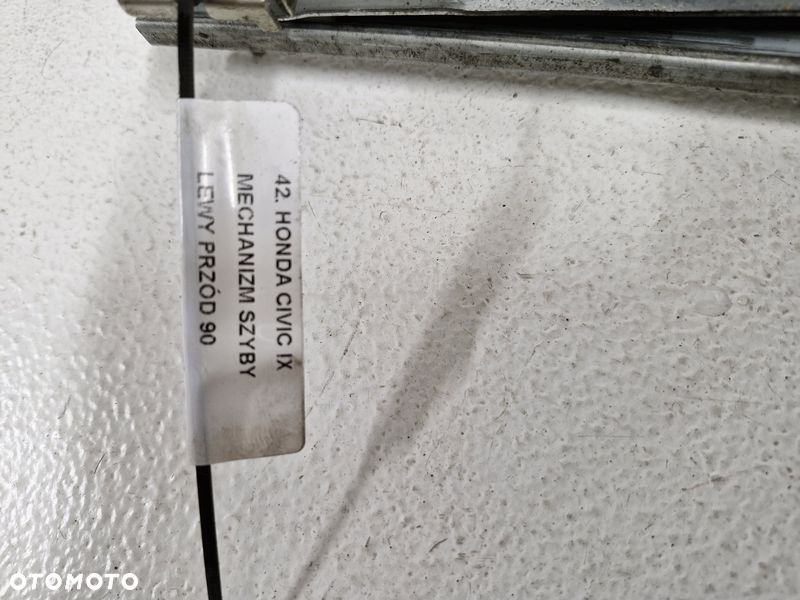 42. HONDA CIVIC IX
MECHANIZM SZYBY
LEWY PRZÓD 90
OTOMOTO